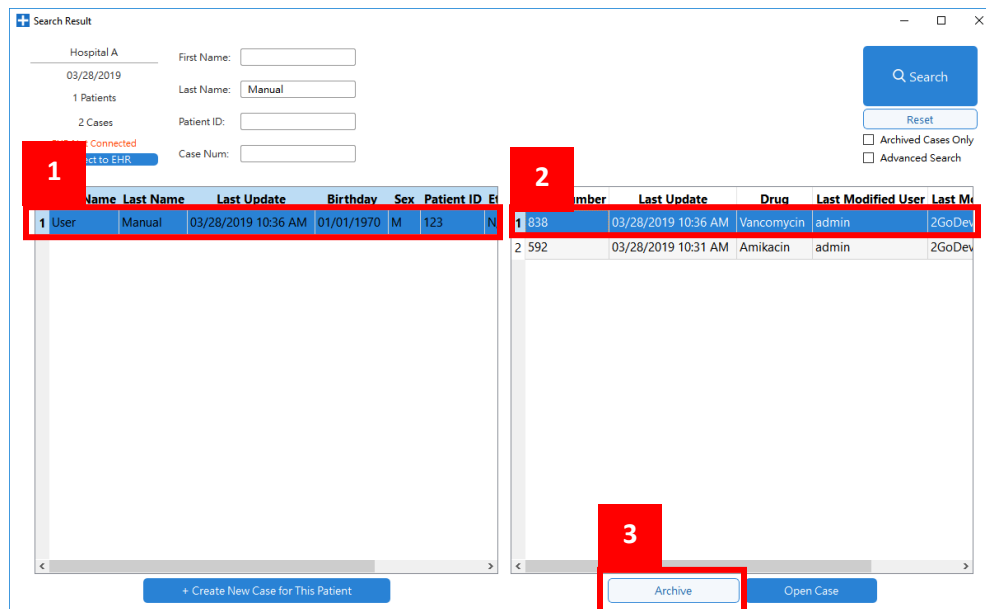 Search Result
Hospital A
03/28/2019
1 Patients
2 Cases
Connected
to EHR
First Name:
Last Name: Manual
Patient ID:
Case Num:
Search
Reset
Archived Cases Only
Advanced Search
1
2
Name Last Name Last Update Birthday Sex Patient ID
1 User Manual 03/28/2019 10:36 AM 01/01/1970 M 123 N
Last Update Drug Last Modified User Last
1 838 03/28/2019 10:36 AM Vancomycin admin 2GoDev
2 592 03/28/2019 10:31 AM Amikacin admin 2GoDev
3
+ Create New Case for This Patient
Archive
Open Case